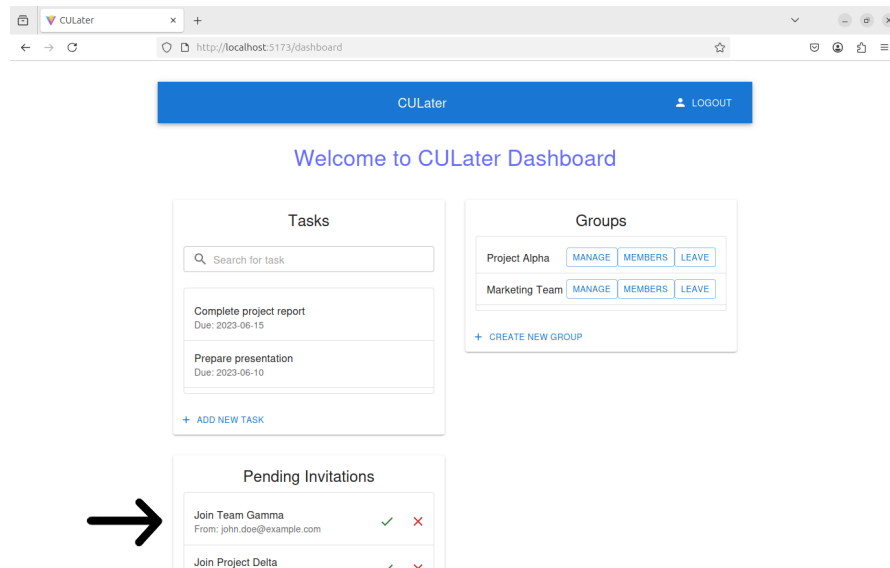 CULater
http://localhost:5173/dashboard
CULater
LOGOUT
Welcome to CULater Dashboard
Tasks
Search for task
Complete project report
Due: 2023-06-15
Prepare presentation
Due: 2023-06-10
+ ADD NEW TASK
Groups
Project Alpha MANAGE MEMBERS LEAVE
Marketing Team MANAGE MEMBERS LEAVE
+ CREATE NEW GROUP
Pending Invitations
Join Team Gamma
From: john.doe@example.com
Join Project Delta